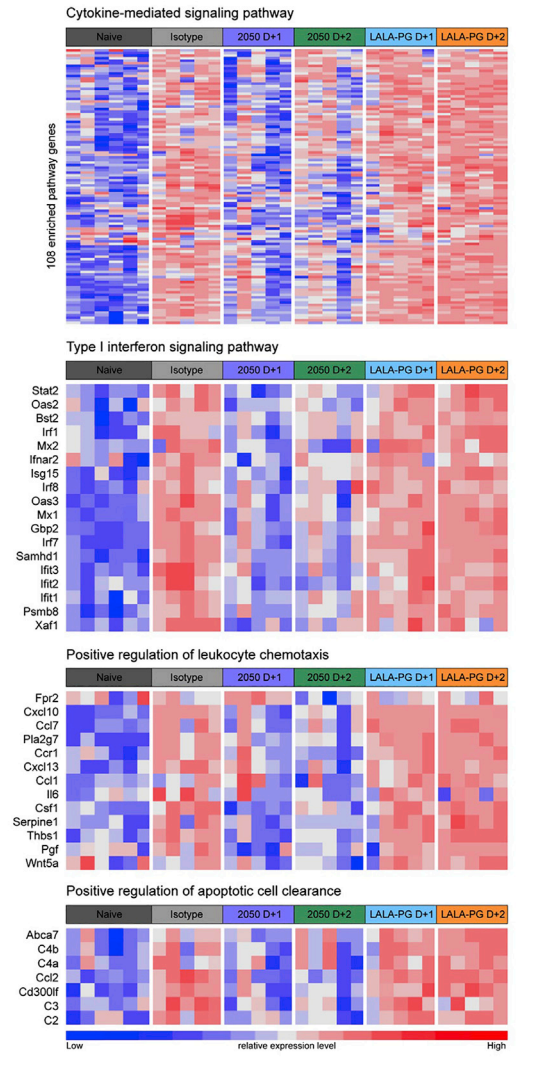 Cytokine-mediated signaling pathway
Naive Isotype 2050 D+1 2050 D+2 LALA-PG D+1 LALA-PG D+2
108 enriched pathway genes
Type I interferon signaling pathway
Naive Isotype 2050 D+1 2050 D+2 LALA-PG D+1 LALA-PG D+2
Stat2
Oas2
Bst2
Irf1
Mx2
Ifnar2
Isg15
Irf8
Oas3
Mx1
Gbp2
Irf7
Samhd1
Ifit3
Ifit2
Ifit1
Psmb8
Xaf1
Positive regulation of leukocyte chemotaxis
Naive Isotype 2050 D+1 2050 D+2 LALA-PG D+1 LALA-PG D+2
Fpr2
Cxcl10
Ccl7
Pla2g7
Ccr1
Cxcl13
Ccl1
Il6
Csf1
Serpine1
Thbs1
Pgf
Wnt5a
Positive regulation of apoptotic cell clearance
Naive Isotype 2050 D+1 2050 D+2 LALA-PG D+1 LALA-PG D+2
Abca7
C4b
C4a
Ccl2
Cd300lf
C3
C2
Low relative expression level High